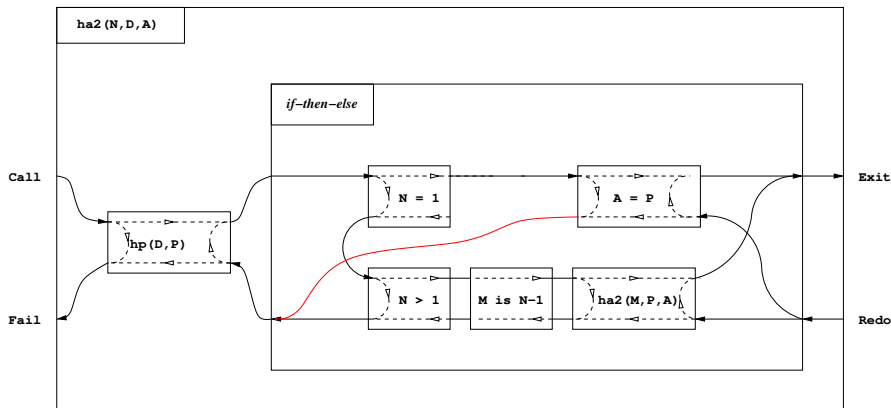 ha2(N,D,A)
if-then-else
Call
Exit
N = 1
A = P
hp(D,P)
N > 1
M is N-1
ha2(M,P,A)
Fail
Redo